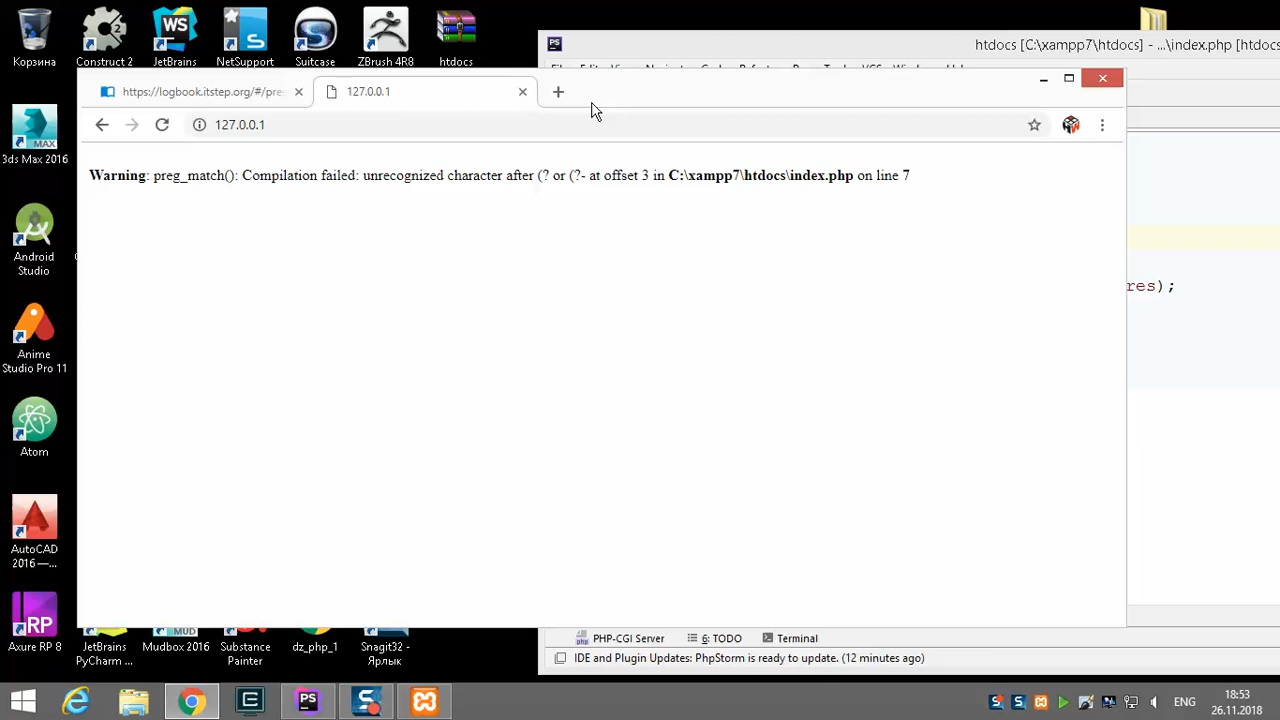 Корзина
Construct 2
JetBrains
NetSupport
Suitcase
ZBrush 4R8
htdocs
htdocs [C:\xampp7\htdocs] - ...\index.php [htdocs
https://logbook.itstep.org/#/pre
127.0.0.1
127.0.0.1
Warning: preg_match(): Compilation failed: unrecognized character after (? or (?- at offset 3 in C:\xampp7\htdocs\index.php on line 7
res);
3ds Max 2016
Android
Studio
Anime
Studio Pro 11
Atom
AutoCAD
2016 —...
Axure RP 8
JetBrains
PyCharm ...
Mudbox 2016
Substance
Painter
dz_php_1
Snagit32 -
Ярлык
PHP-CGI Server
6: TODO
Terminal
IDE and Plugin Updates: PhpStorm is ready to update. (12 minutes ago)
ENG
18:53
26.11.2018